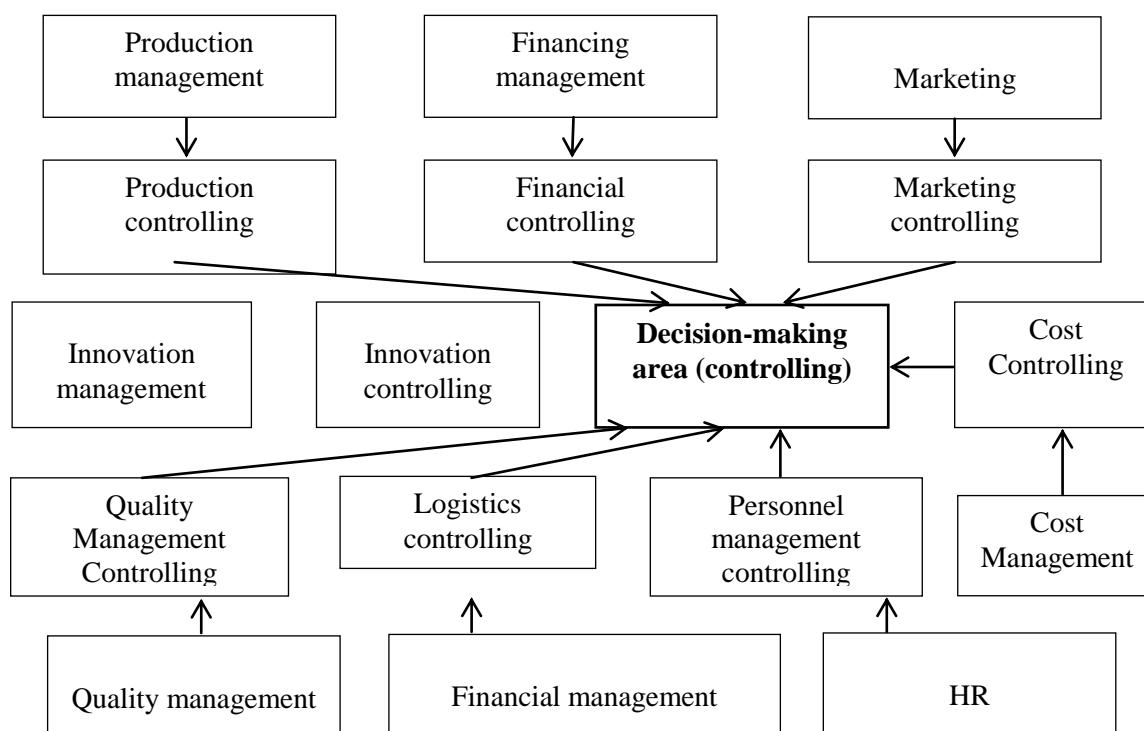 Production
management
Financing
management
Marketing
Production
controlling
Financial
controlling
Marketing
controlling
Innovation
management
Innovation
controlling
Decision-making
area (controlling)
Cost
Controlling
Quality
Management
Controlling
Logistics
controlling
Personnel
management
controlling
Cost
Management
Quality management
Financial management
HR